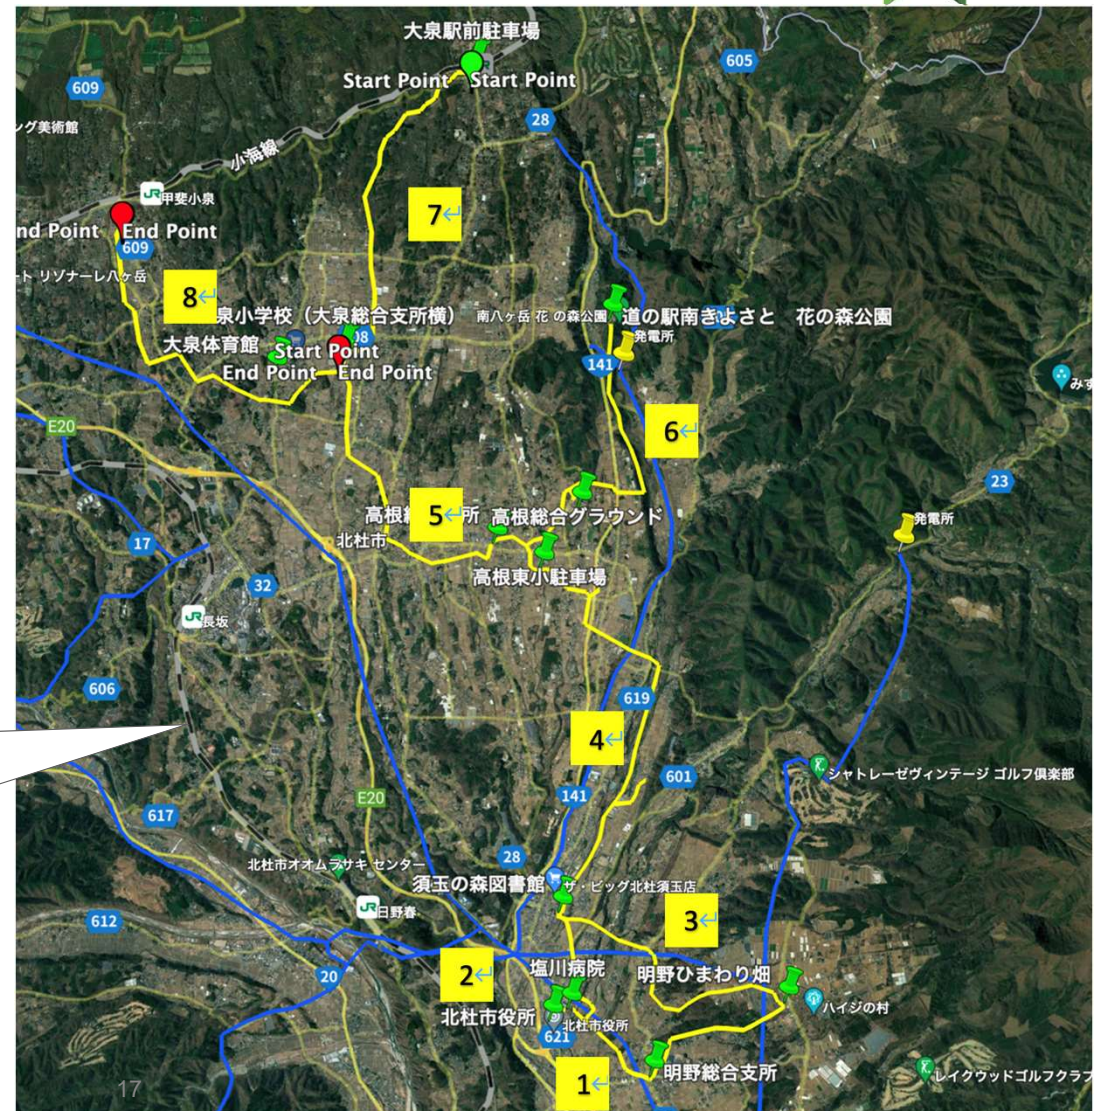 大泉駅前駐車場
Start Point
Start Point
605
609
28
ング美術館
小海線
JR
甲斐小泉
nd Point
End Point
609
7
ート リゾナーレ八ヶ岳
8
泉小学校（大泉総合支所横）
08
南八ヶ岳 花 の森公園
道の駅南きよさと　花の森公園
大泉体育館
Start Point
発電所
End Point
End Point
141
みず
E20
6
23
高根
5
所
高根総合グラウンド
発電所
17
北杜市
高根東小駐車場
32
JR
長坂
606
619
4
601
シャトレーゼヴィンテージ ゴルフ倶楽部
E20
141
617
28
北杜市オオムラサキ センター
須玉の森図書館
ザ・ビッグ北杜須玉店
JR
日野春
612
3
20
2
塩川病院
明野ひまわり畑
北杜市役所
北杜市役所
ハイジの村
621
明野総合支所
レイクウッドゴルフクラブ
1
17